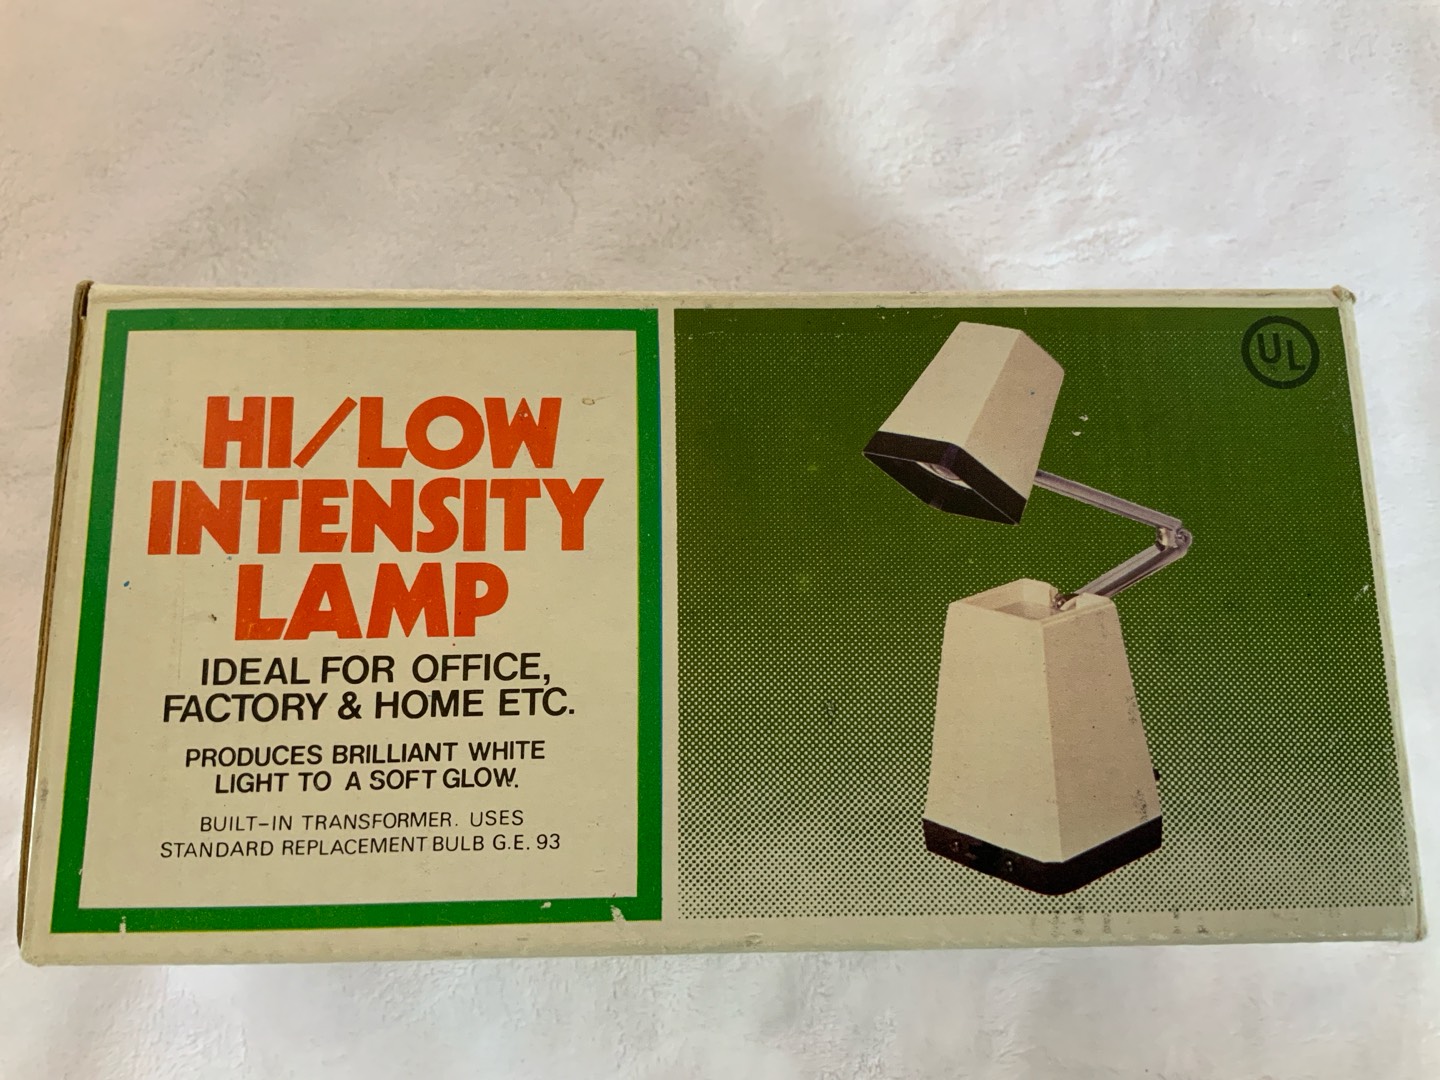 HI/LOW
INTENSITY
LAMP
IDEAL FOR OFFICE,
FACTORY & HOME ETC.
PRODUCES BRILLIANT WHITE
LIGHT TO A SOFT GLOW.
BUILT-IN TRANSFORMER. USES
STANDARD REPLACEMENT BULB G.E. 93
UL